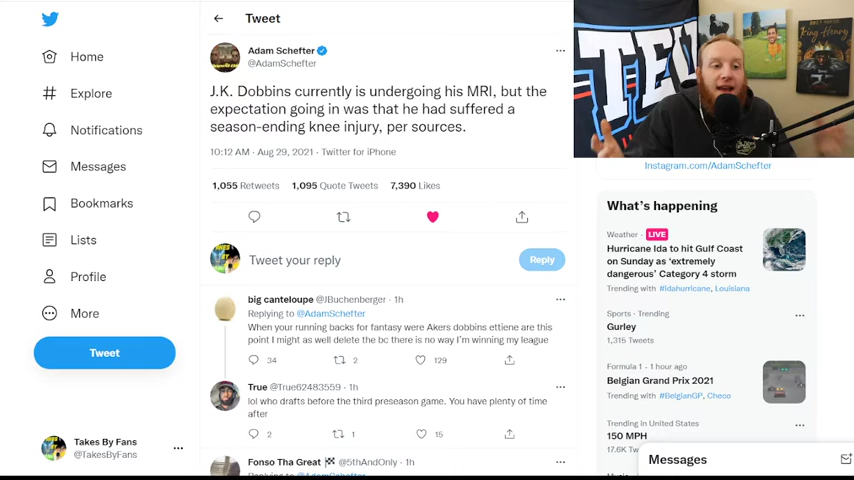 Home
Explore
Notifications
Messages
Bookmarks
Lists
Profile
More
Tweet
Takes By Fans
@TakesByFans
Tweet
Adam Schefter
@AdamSchefter
J.K. Dobbins currently is undergoing his MRI, but the
expectation going in was that he had suffered a
season-ending knee injury, per sources.
10:12 AM · Aug 29, 2021 · Twitter for iPhone
1,055 Retweets 1,095 Quote Tweets 7,390 Likes
Tweet your reply
Reply
big canteloupe @JBuchenberger · 1h
Replying to @AdamSchefter
When your running backs for fantasy were Akers dobbins ettiene are this
point I might as well delete the bc there is no way I'm winning my league
34 2 129
True @True62483559 · 1h
lol who drafts before the third preseason game. You have plenty of time
after
2 1 15
Fonso Tha Great @5thAndOnly · 1h
Replying to @AdamSchefter
TEN
King Henry
Instagram.com/AdamSchefter
What's happening
Weather · LIVE
Hurricane Ida to hit Gulf Coast
on Sunday as 'extremely
dangerous' Category 4 storm
Trending with #Idahurricane, Louisiana
Sports · Trending
Gurley
1,315 Tweets
Formula 1 · 1 hour ago
Belgian Grand Prix 2021
Trending with #BelgianGP, Checo
Trending in United States
150 MPH
17.6K Tw
Messages